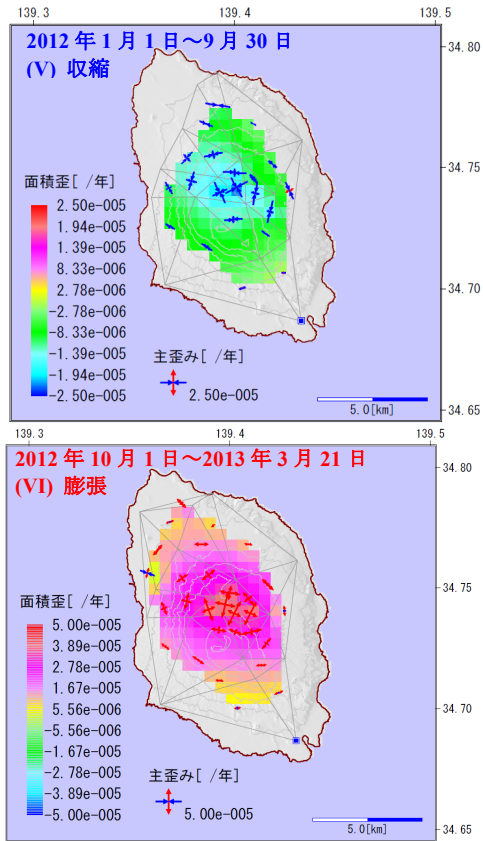 139.3 139.4 139.5
2012 年 1 月 1 日～9 月 30 日
(V) 収縮
34.80
34.75
面積歪[ /年]
2.50e-005
1.94e-005
1.39e-005
8.33e-006
2.78e-006
-2.78e-006
-8.33e-006
-1.39e-005
-1.94e-005
-2.50e-005
34.70
主歪み[ /年]
2.50e-005
5.0[km]
34.65
139.3 139.4 139.5
2012 年 10 月 1 日～2013 年 3 月 21 日
(VI) 膨張
34.80
34.75
面積歪[ /年]
5.00e-005
3.89e-005
2.78e-005
1.67e-005
5.56e-006
-5.56e-006
-1.67e-005
-2.78e-005
-3.89e-005
-5.00e-005
34.70
主歪み[ /年]
5.00e-005
5.0[km]
34.65